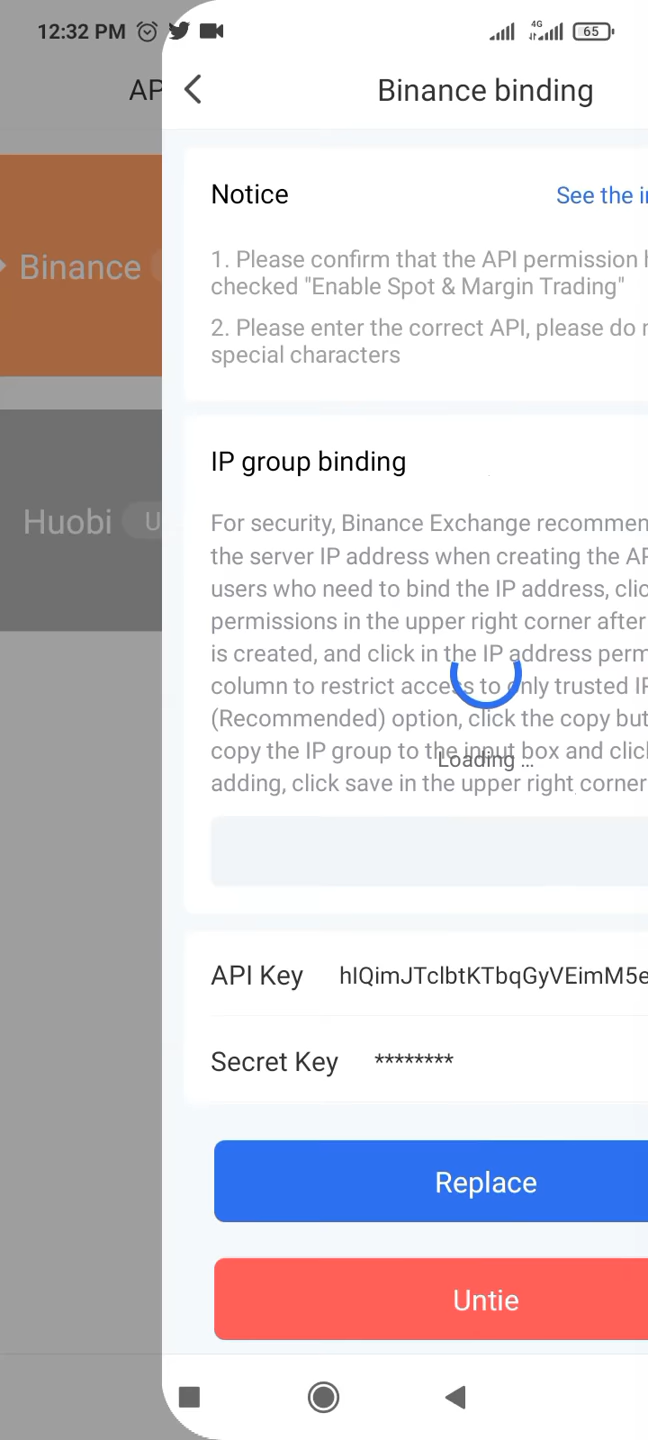 12:32 PM
4G
65
AP
Binance binding
Notice
See the in
1. Please confirm that the API permission h
checked "Enable Spot & Margin Trading"
2. Please enter the correct API, please do n
special characters
Binance
IP group binding
For security, Binance Exchange recommen
the server IP address when creating the AP
users who need to bind the IP address, clic
permissions in the upper right corner after
is created, and click in the IP address perm
column to restrict access to only trusted IP
(Recommended) option, click the copy but
copy the IP group to the input box and click
adding, click save in the upper right corner
Loading ...
Huobi
U
API Key
hIQimJTclbtKTbqGyVEimM5e
Secret Key
********
Replace
Untie